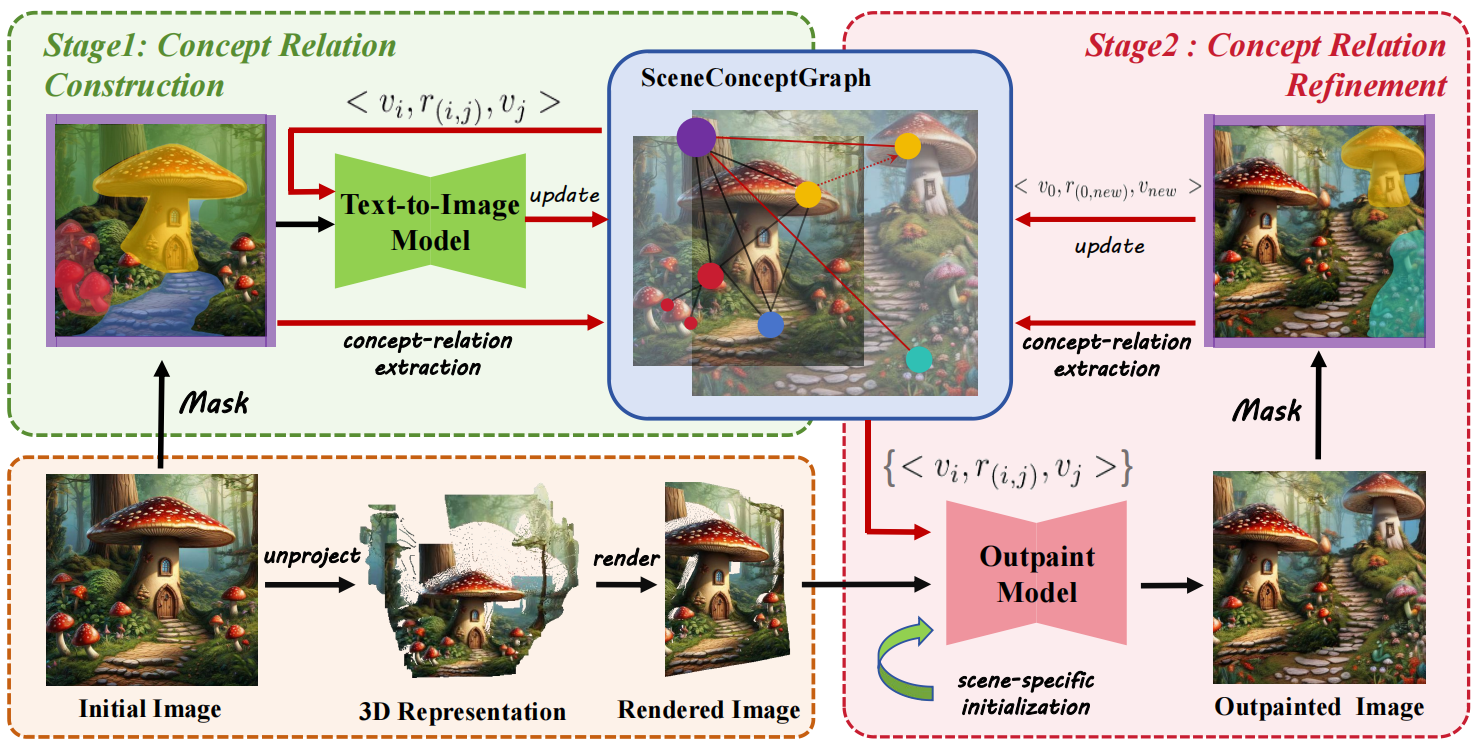 Stage1: Concept Relation
Construction
< v_i, r_(i,j), v_j >
Text-to-Image
Model
update
concept-relation
extraction
Mask
SceneConceptGraph
Stage2 : Concept Relation
Refinement
< v_0, r_(0,new), v_new >
update
concept-relation
extraction
Mask
{< v_i, r_(i,j), v_j >}
Outpaint
Model
scene-specific
initialization
Outpainted Image
unproject
render
Initial Image
3D Representation
Rendered Image